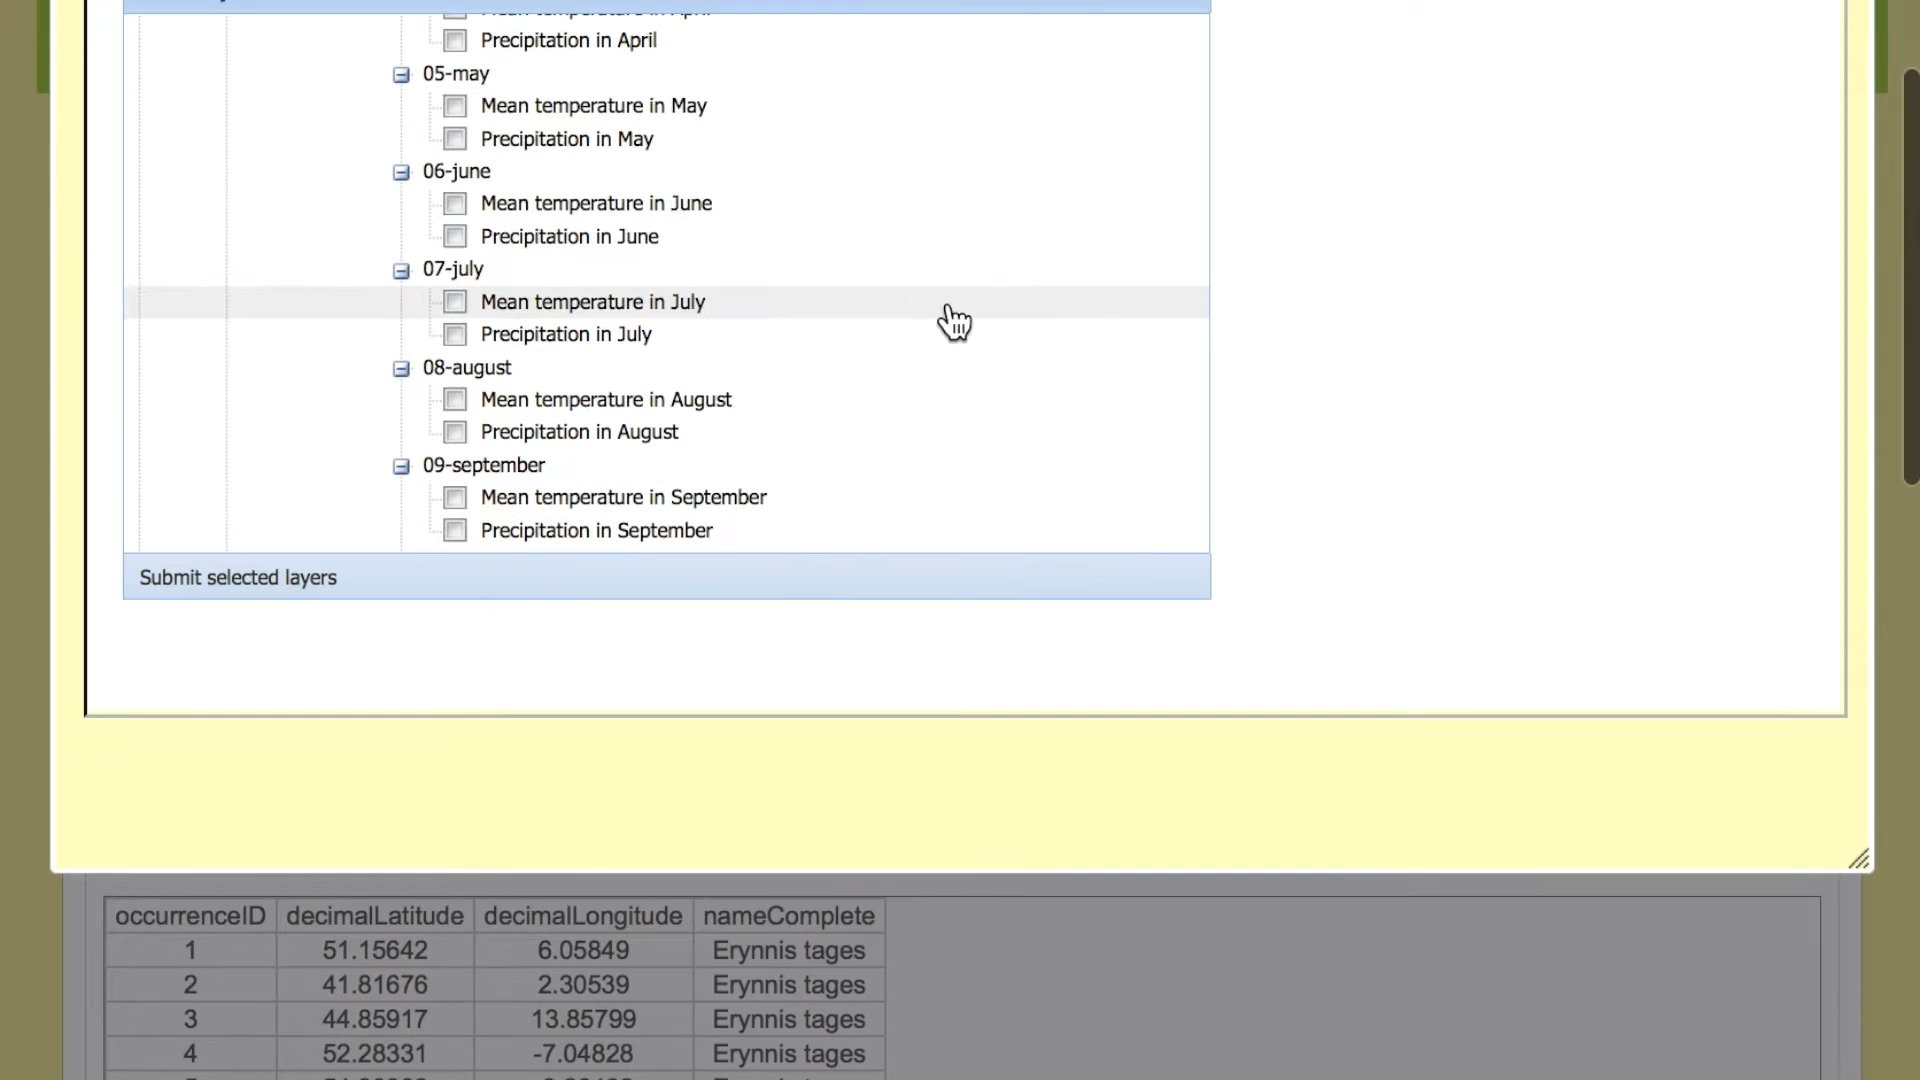 Mean temperature in April
Precipitation in April
05-may
Mean temperature in May
Precipitation in May
06-june
Mean temperature in June
Precipitation in June
07-july
Mean temperature in July
Precipitation in July
08-august
Mean temperature in August
Precipitation in August
09-september
Mean temperature in September
Precipitation in September
Submit selected layers
occurrenceID decimalLatitude decimalLongitude nameComplete
1 51.15642 6.05849 Erynnis tages
2 41.81676 2.30539 Erynnis tages
3 44.85917 13.85799 Erynnis tages
4 52.28331 -7.04828 Erynnis tages